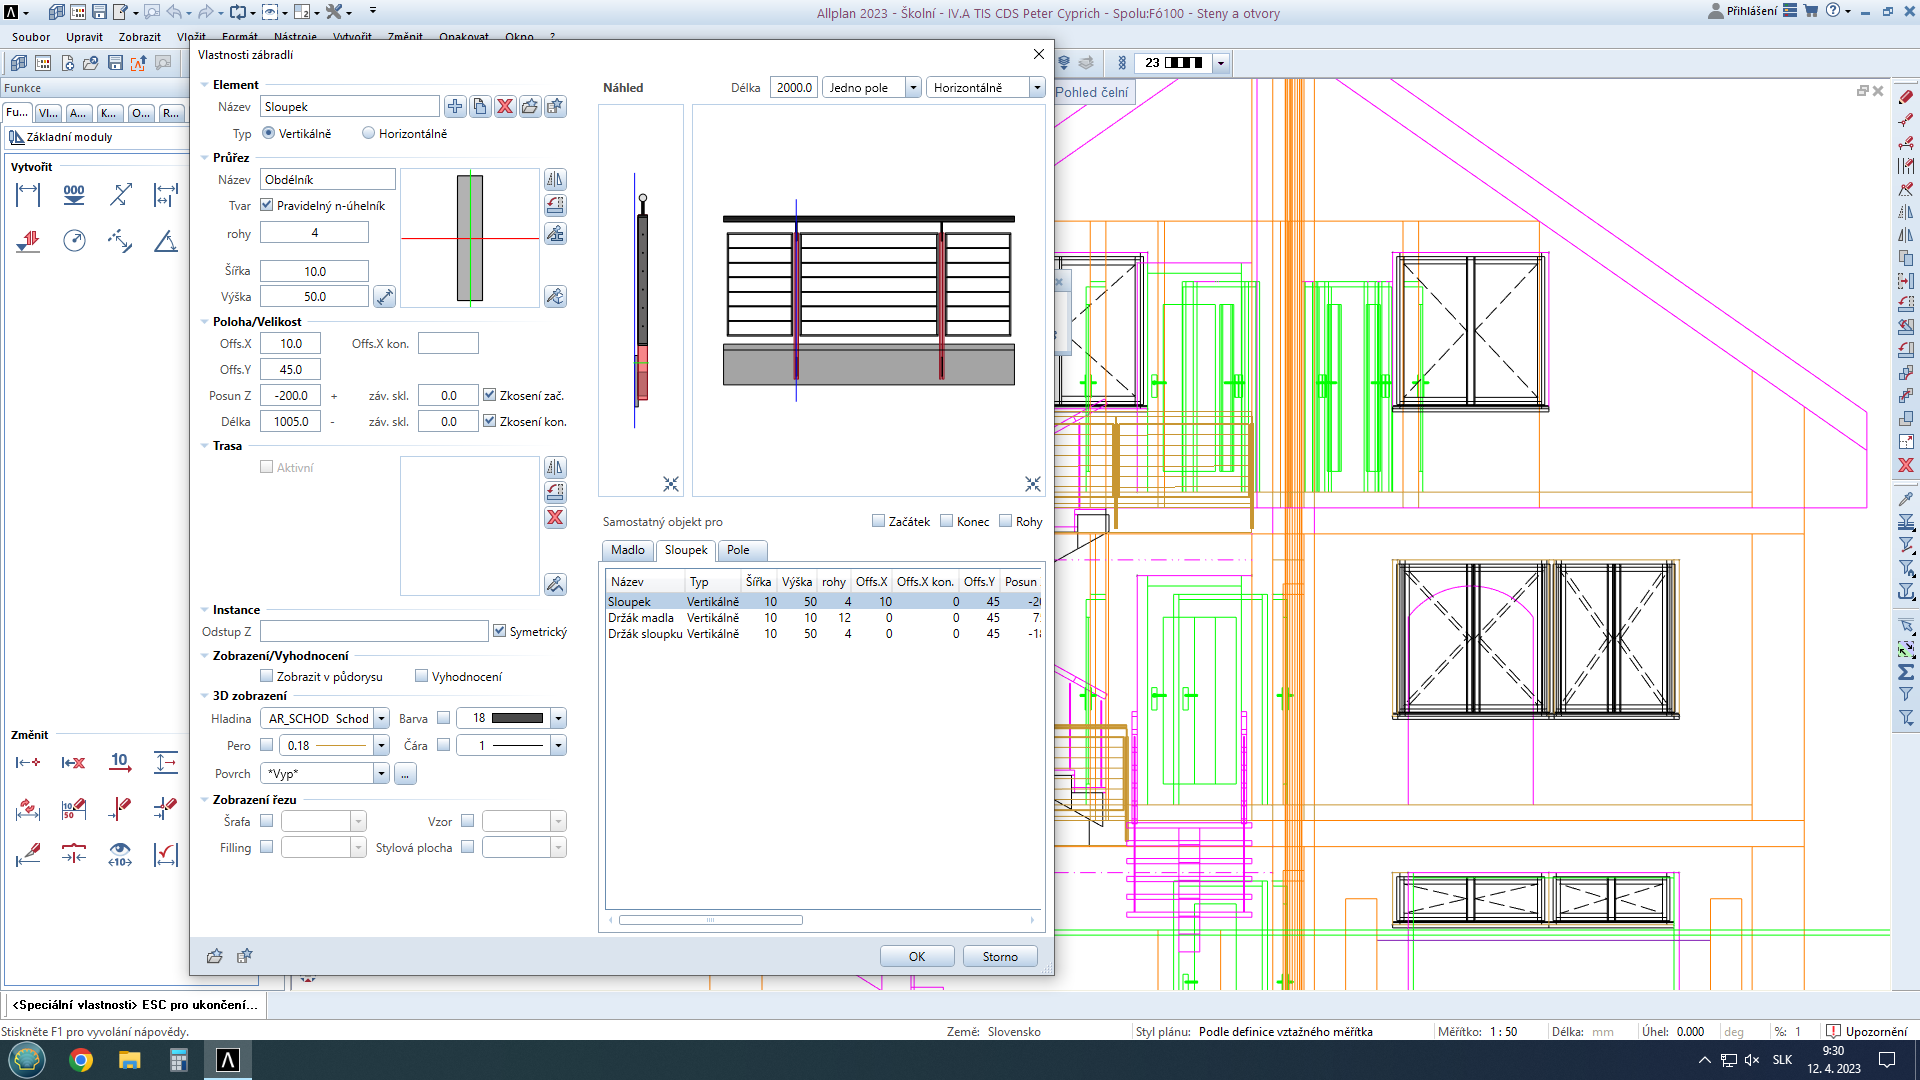 Allplan 2023 - Školní - IV.A TIS CDS Peter Cyprich - Spolu:Fó100 - Steny a otvory
Přihlášení
Soubor Upravit Zobrazit Vložit Formát Nástroje Vytvořit Změnit Opakovat Okno ?
23
Funkce
Fu... Vl... A... K... O... R...
Základní moduly
Vytvořit
Změnit
Pohled čelní
Vlastnosti zábradlí
Element
Název Sloupek
Typ Vertikálně Horizontálně
Průřez
Název Obdélník
Tvar Pravidelný n-úhelník
rohy 4
Šířka 10.0
Výška 50.0
Poloha/Velikost
Offs.X 10.0 Offs.X kon.
Offs.Y 45.0
Posun Z -200.0 + záv. skl. 0.0 Zkosení zač.
Délka 1005.0 - záv. skl. 0.0 Zkosení kon.
Trasa
Aktivní
Instance
Odstup Z Symetrický
Zobrazení/Vyhodnocení
Zobrazit v půdorysu Vyhodnocení
3D zobrazení
Hladina AR_SCHOD Schod Barva 18
Pero 0.18 Čára 1
Povrch *Vyp* ...
Zobrazení řezu
Šrafa Vzor
Filling Stylová plocha
Náhled Délka 2000.0 Jedno pole Horizontálně
Samostatný objekt pro Začátek Konec Rohy
Madlo Sloupek Pole
Název Typ Šířka Výška rohy Offs.X Offs.X kon. Offs.Y Posun
Sloupek Vertikálně 10 50 4 10 0 45 -20
Držák madla Vertikálně 10 10 12 0 0 45
Držák sloupku Vertikálně 10 50 4 0 0 45
OK Storno
<Speciální vlastnosti> ESC pro ukončení...
Stiskněte F1 pro vyvolání nápovědy.
Země: Slovensko
Styl plánu: Podle definice vztažného měřítka
Měřítko: 1 : 50
Délka: mm
Úhel: 0.000 deg
%: 1
Upozornění
SLK
9:30
12. 4. 2023